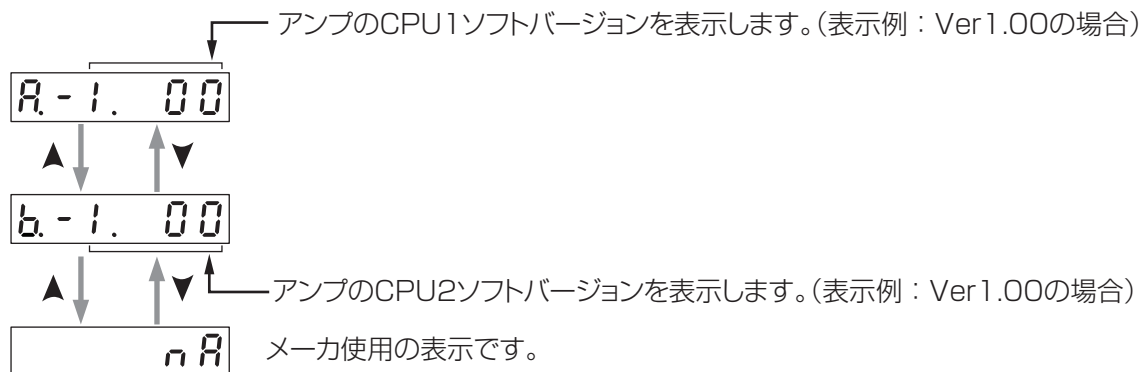 アンプのCPU1ソフトバージョンを表示します。(表示例：Ver1.00の場合)
A.-1. 00
▲ ▼
b.-1. 00
▲ ▼
アンプのCPU2ソフトバージョンを表示します。(表示例：Ver1.00の場合)
nA メーカ使用の表示です。